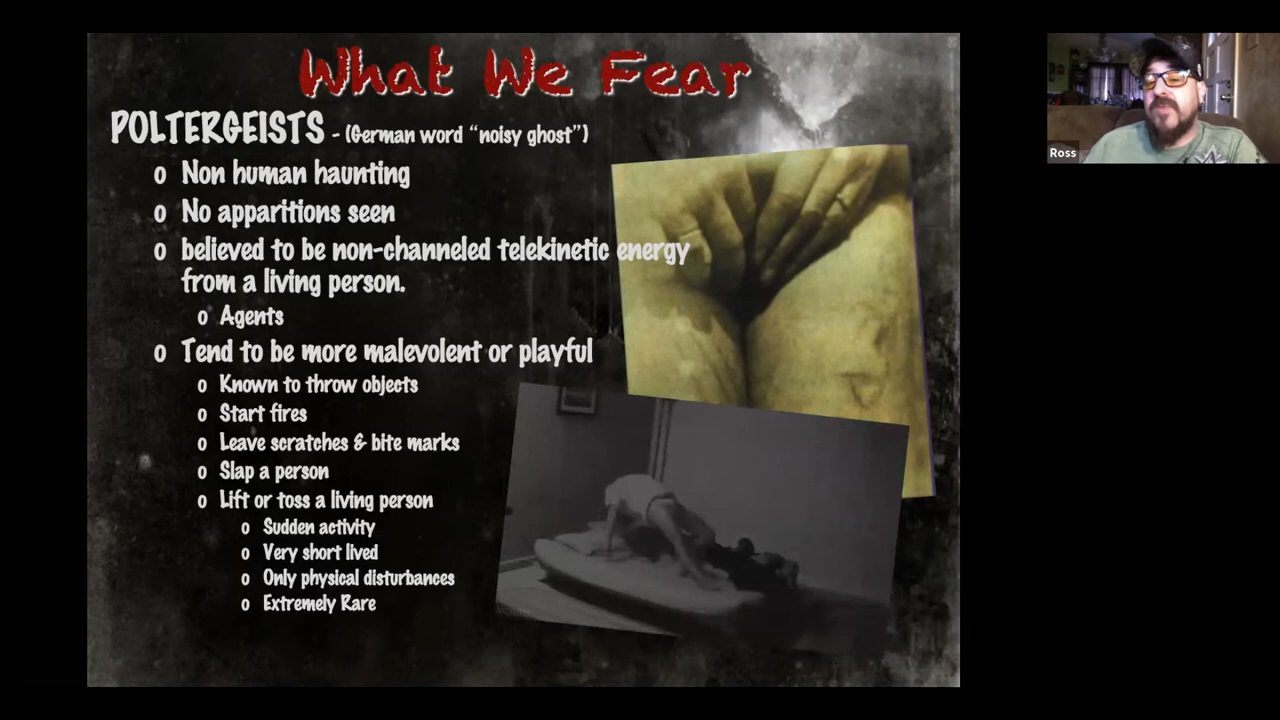 What We Fear
POLTERGEISTS - (German word “noisy ghost”)
o Non human haunting
o No apparitions seen
o believed to be non-channeled telekinetic energy
from a living person.
o Agents
o Tend to be more malevolent or playful
o Known to throw objects
o Start fires
o Leave scratches & bite marks
o Slap a person
o Lift or toss a living person
o Sudden activity
o Very short lived
o Only physical disturbances
o Extremely Rare
Ross